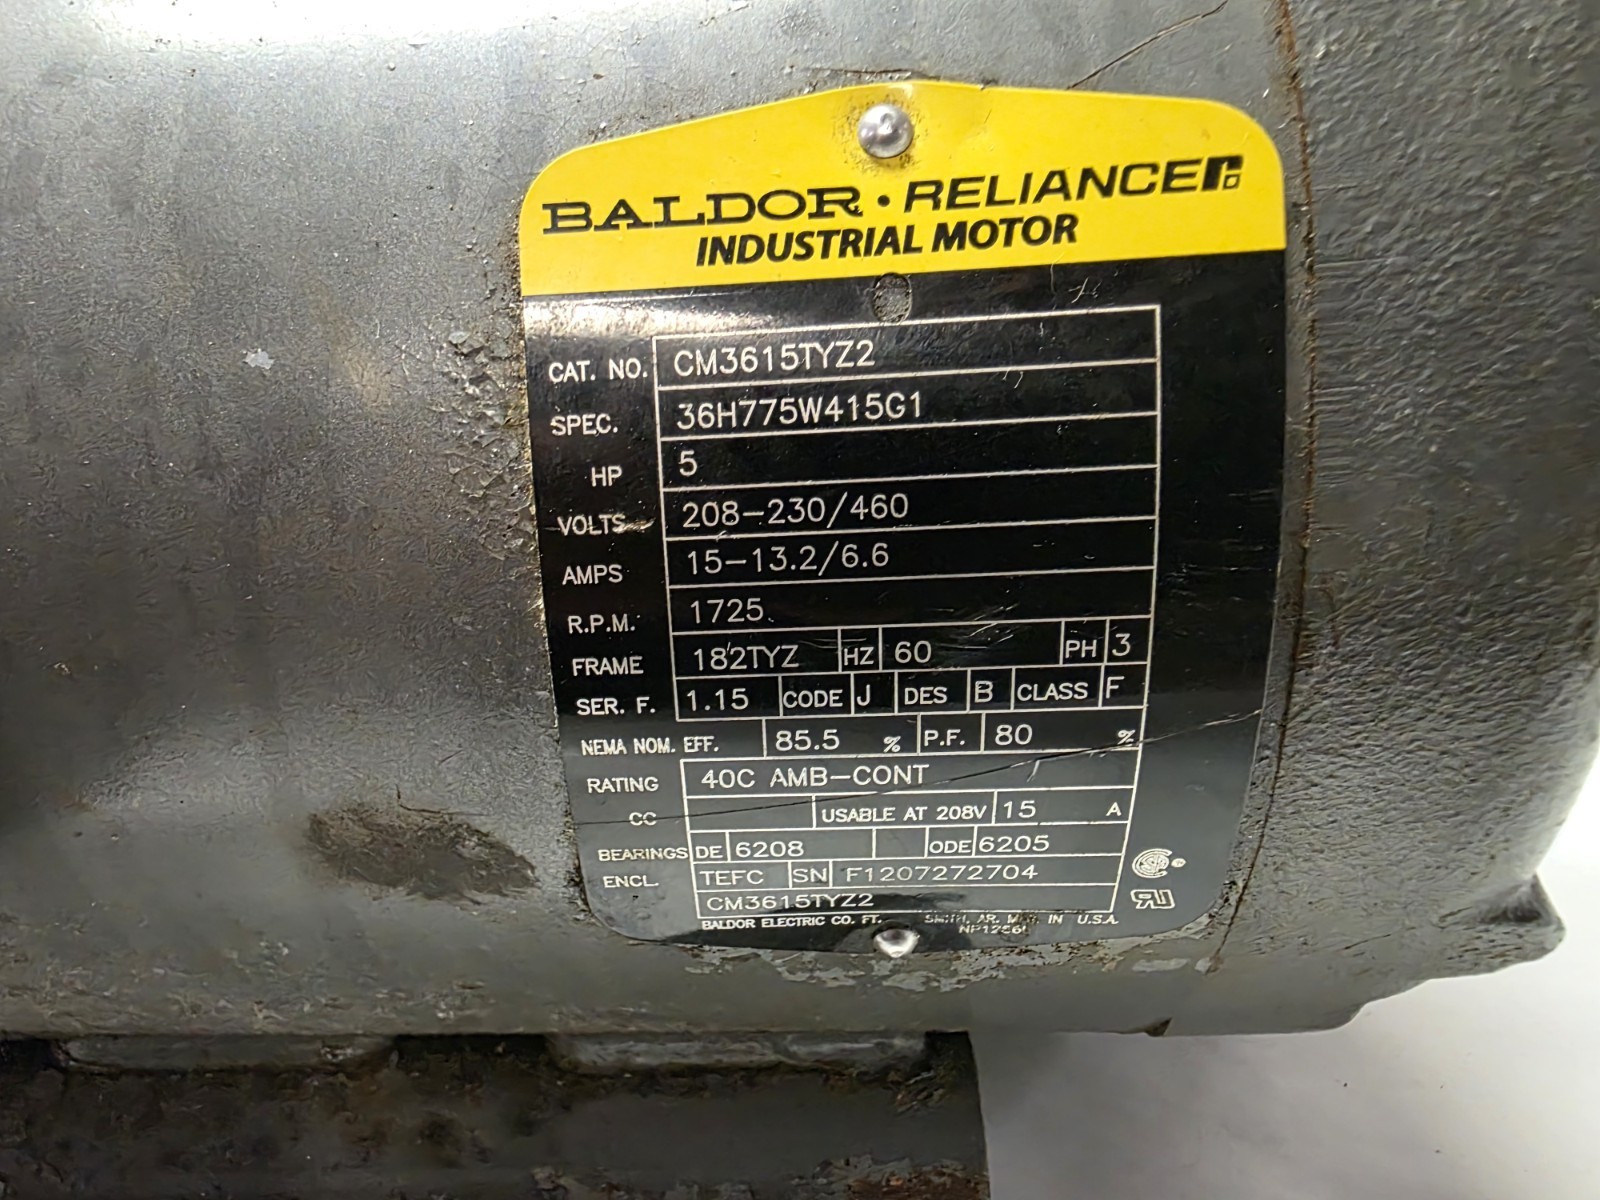 BALDOR • RELIANCE
INDUSTRIAL MOTOR
CAT. NO. CM3615TYZ2
SPEC. 36H775W415G1
HP 5
VOLTS 208-230/460
AMPS 15-13.2/6.6
R.P.M. 1725
FRAME 182TYZ HZ 60 PH 3
SER. F. 1.15 CODE J DES B CLASS F
NEMA NOM. EFF. 85.5 % P.F. 80 %
RATING 40C AMB-CONT
CC USABLE AT 208V 15 A
BEARINGS DE 6208 ODE 6205
ENCL. TEFC SN F1207272704
CM3615TYZ2
BALDOR ELECTRIC CO. FT. SMITH, AR. IN U.S.A.